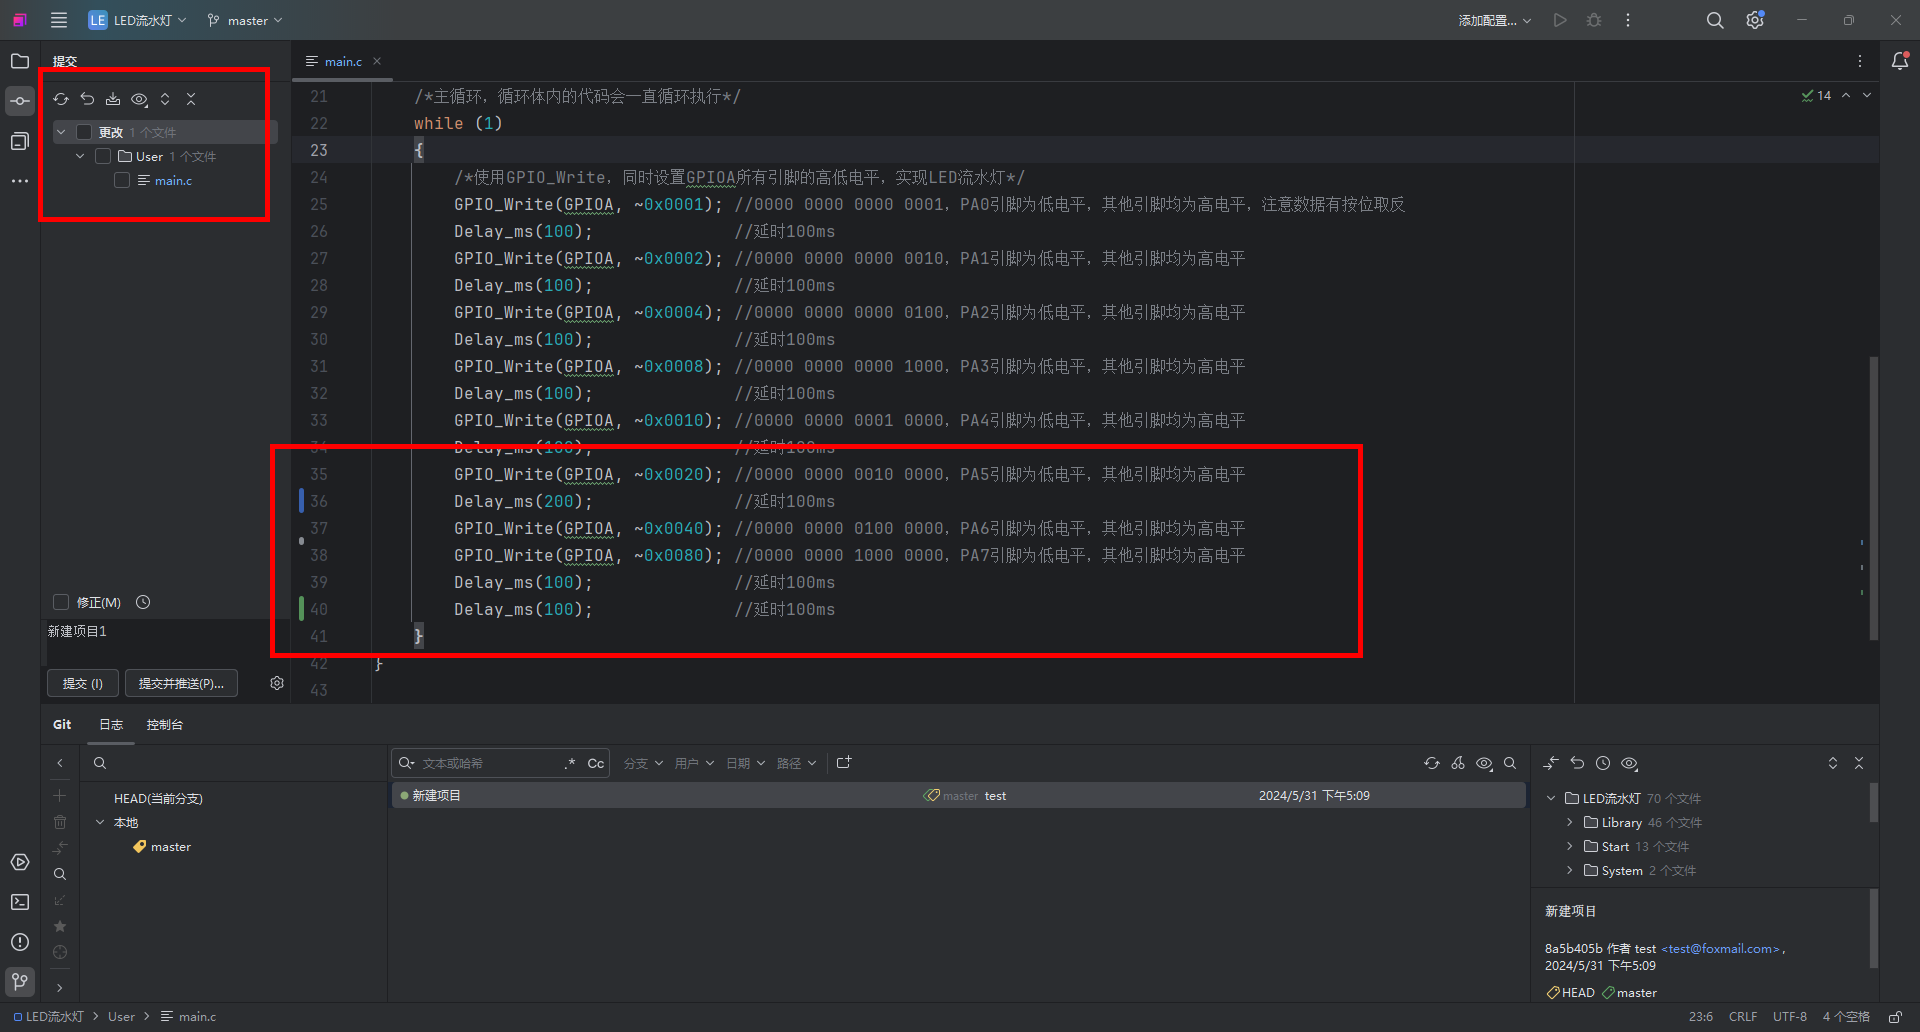 LE LED流水灯 master 添加配置...
提交
main.c
更改 1 个文件
User 1 个文件
main.c
14
21 /*主循环，循环体内的代码会一直循环执行*/
22 while (1)
23 {
24 /*使用GPIO_Write，同时设置GPIOA所有引脚的高低电平，实现LED流水灯*/
25 GPIO_Write(GPIOA, ~0x0001); //0000 0000 0000 0001，PA0引脚为低电平，其他引脚均为高电平，注意数据有按位取反
26 Delay_ms(100); //延时100ms
27 GPIO_Write(GPIOA, ~0x0002); //0000 0000 0000 0010，PA1引脚为低电平，其他引脚均为高电平
28 Delay_ms(100); //延时100ms
29 GPIO_Write(GPIOA, ~0x0004); //0000 0000 0000 0100，PA2引脚为低电平，其他引脚均为高电平
30 Delay_ms(100); //延时100ms
31 GPIO_Write(GPIOA, ~0x0008); //0000 0000 0000 1000，PA3引脚为低电平，其他引脚均为高电平
32 Delay_ms(100); //延时100ms
33 GPIO_Write(GPIOA, ~0x0010); //0000 0000 0001 0000，PA4引脚为低电平，其他引脚均为高电平
34 Delay_ms(100); //延时100ms
35 GPIO_Write(GPIOA, ~0x0020); //0000 0000 0010 0000，PA5引脚为低电平，其他引脚均为高电平
36 Delay_ms(200); //延时100ms
37 GPIO_Write(GPIOA, ~0x0040); //0000 0000 0100 0000，PA6引脚为低电平，其他引脚均为高电平
38 GPIO_Write(GPIOA, ~0x0080); //0000 0000 1000 0000，PA7引脚为低电平，其他引脚均为高电平
39 Delay_ms(100); //延时100ms
40 Delay_ms(100); //延时100ms
41 }
42 }
43
修正(M)
新建项目1
提交 (I) 提交并推送(P)...
Git 日志 控制台
文本或哈希 .* Cc 分支 用户 日期 路径
HEAD(当前分支)
本地
master
新建项目 master test 2024/5/31 下午5:09
LED流水灯 70 个文件
Library 46 个文件
Start 13 个文件
System 2 个文件
新建项目
8a5b405b 作者 test <test@foxmail.com>,
2024/5/31 下午5:09
HEAD master
LED流水灯 > User > main.c 23:6 CRLF UTF-8 4 个空格